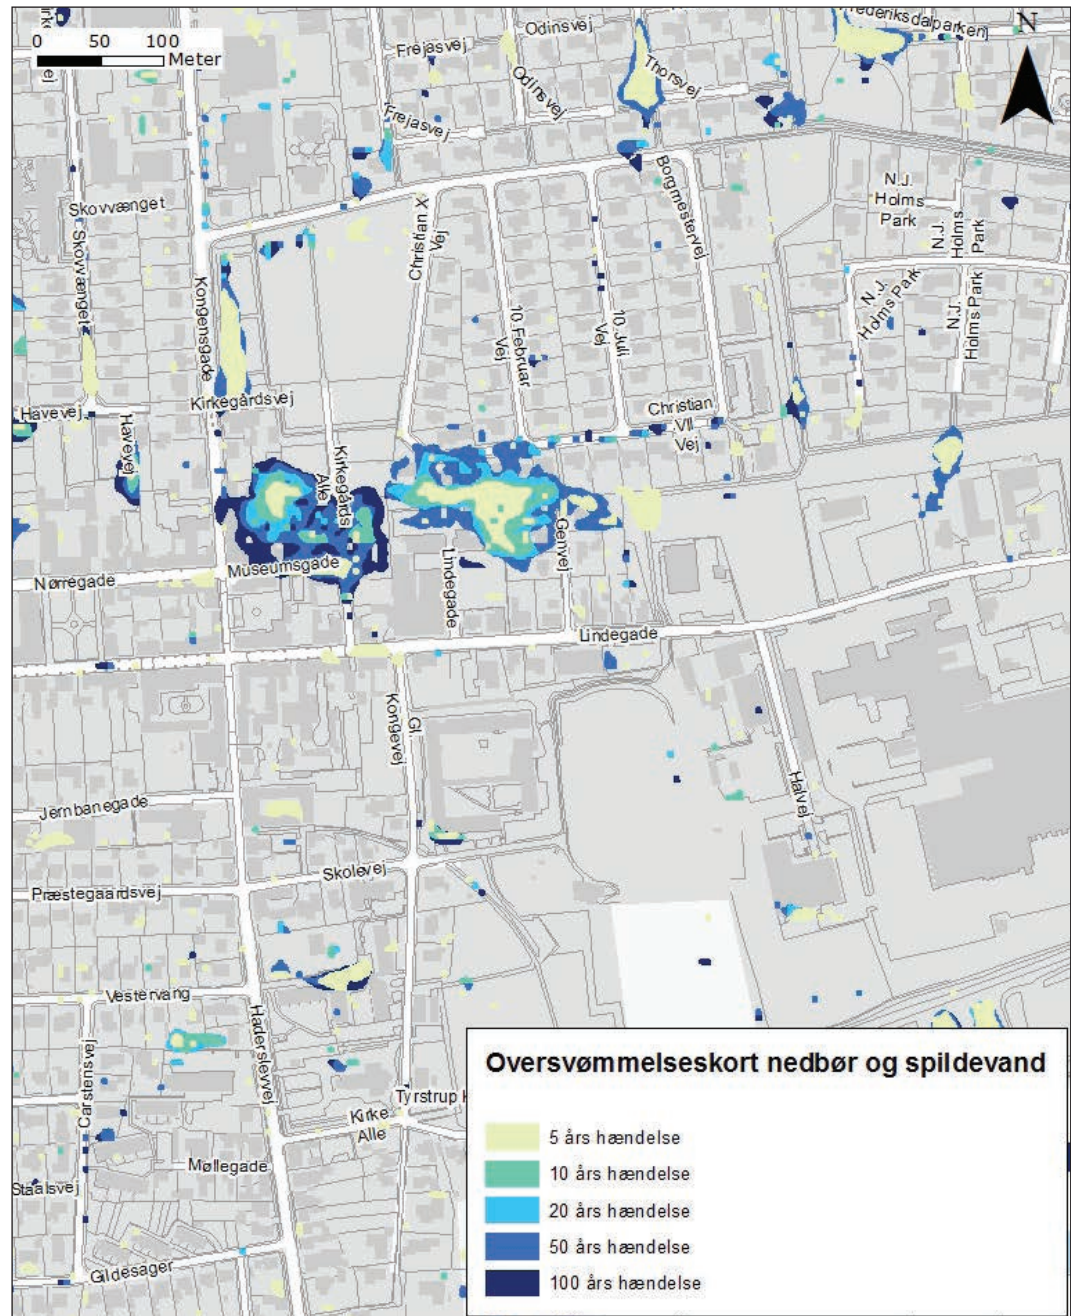 Odinsvej
Frederiksdalparken
N
0 50 100
Meter
Frejasvej
Odinsvej
Thorsvej
Frejasvej
Skovvænget
Skovvænget
Christian X
Vej
Borgmestervej
N.J.
Holms
Park
N.J.
Holms
Park
N.J.
Holms Park
N.J.
Holms Park
Kongensgade
10. Februar
Vej
10. Juli
Vej
Kirkegårdsvej
Havevej
Havevej
Christian
VII
Vej
Kirkegårds
Alle
Genvej
Lindegade
Museumsgade
Nørregade
Lindegade
Gl.
Kongevej
Halvej
Jernbanegade
Skolevej
Præstegaardsvej
Vestervang
Haderslevvej
Carstensvej
Tyrstrup K
Kirke
Alle
Møllegade
Staalsvej
Gildesager
Oversvømmelseskort nedbør og spildevand
5 års hændelse
10 års hændelse
20 års hændelse
50 års hændelse
100 års hændelse